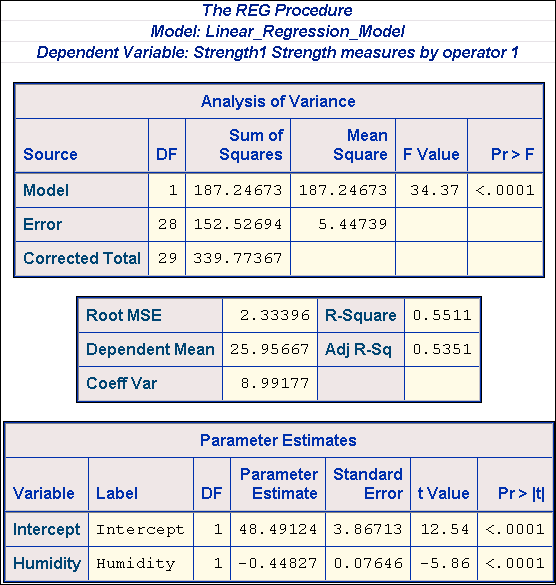 The REG Procedure
Model: Linear_Regression_Model
Dependent Variable: Strength1 Strength measures by operator 1
Analysis of Variance
Source DF Sum of Squares Mean Square F Value Pr > F
Model 1 187.24673 187.24673 34.37 <.0001
Error 28 152.52694 5.44739
Corrected Total 29 339.77367
Root MSE 2.33396 R-Square 0.5511
Dependent Mean 25.95667 Adj R-Sq 0.5351
Coeff Var 8.99177
Parameter Estimates
Variable Label DF Parameter Estimate Standard Error t Value Pr > |t|
Intercept Intercept 1 48.49124 3.86713 12.54 <.0001
Humidity Humidity 1 -0.44827 0.07646 -5.86 <.0001